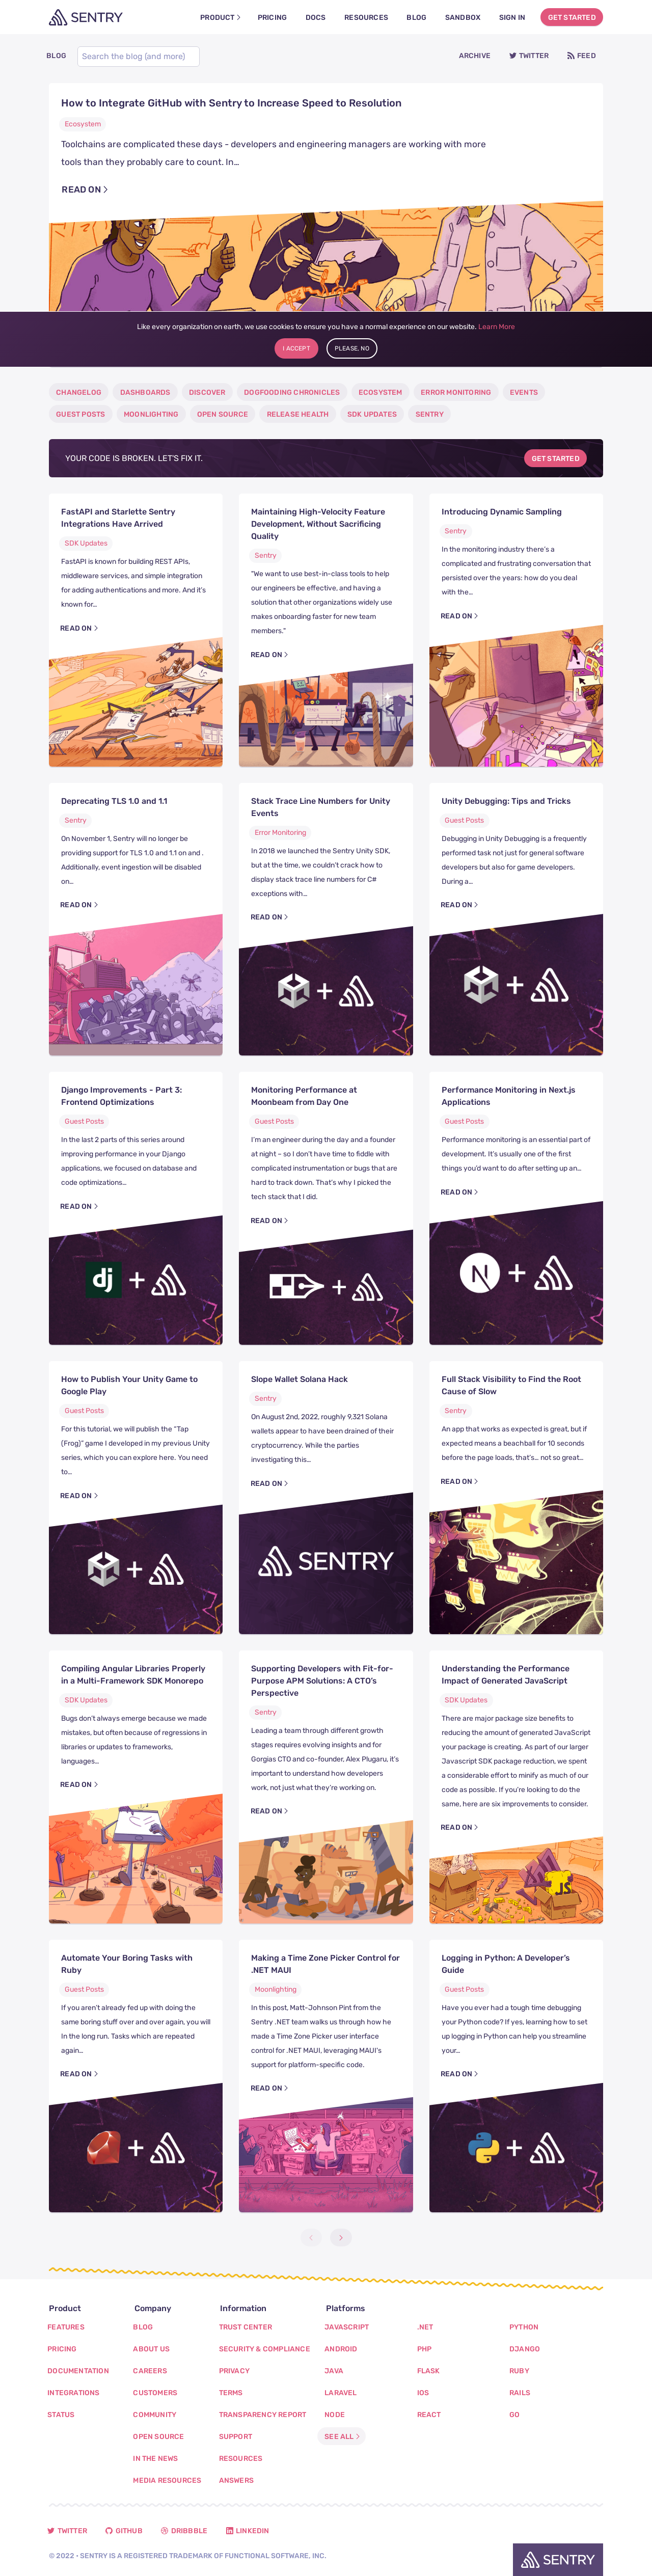 SENTRY
PRODUCT PRICING DOCS RESOURCES BLOG SANDBOX SIGN IN GET STARTED
BLOG Search the blog (and more) ARCHIVE TWITTER FEED
How to Integrate GitHub with Sentry to Increase Speed to Resolution
Ecosystem
Toolchains are complicated these days - developers and engineering managers are working with more
tools than they probably care to count. In…
READ ON
Like every organization on earth, we use cookies to ensure you have a normal experience on our website. Learn More
I ACCEPT PLEASE, NO
CHANGELOG DASHBOARDS DISCOVER DOGFOODING CHRONICLES ECOSYSTEM ERROR MONITORING EVENTS
GUEST POSTS MOONLIGHTING OPEN SOURCE RELEASE HEALTH SDK UPDATES SENTRY
YOUR CODE IS BROKEN. LET'S FIX IT. GET STARTED
FastAPI and Starlette Sentry
Integrations Have Arrived
SDK Updates
FastAPI is known for building REST APIs,
middleware services, and simple integration
for adding authentications and more. And it's
known for…
READ ON
Maintaining High-Velocity Feature
Development, Without Sacrificing
Quality
Sentry
"We want to use best-in-class tools to help
our engineers be effective, and having a
solution that other organizations widely use
makes onboarding faster for new team
members."
READ ON
Introducing Dynamic Sampling
Sentry
In the monitoring industry there's a
complicated and frustrating conversation that
persisted over the years: how do you deal
with the…
READ ON
Deprecating TLS 1.0 and 1.1
Sentry
On November 1, Sentry will no longer be
providing support for TLS 1.0 and 1.1 on and .
Additionally, event ingestion will be disabled
on…
READ ON
Stack Trace Line Numbers for Unity
Events
Error Monitoring
In 2018 we launched the Sentry Unity SDK,
but at the time, we couldn't crack how to
display stack trace line numbers for C#
exceptions with…
READ ON
Unity Debugging: Tips and Tricks
Guest Posts
Debugging in Unity Debugging is a frequently
performed task not just for general software
developers but also for game developers.
During a…
READ ON
Django Improvements - Part 3:
Frontend Optimizations
Guest Posts
In the last 2 parts of this series around
improving performance in your Django
applications, we focused on database and
code optimizations…
READ ON
dj
Monitoring Performance at
Moonbeam from Day One
Guest Posts
I'm an engineer during the day and a founder
at night – so I don't have time to fiddle with
complicated instrumentation or bugs that are
hard to track down. That's why I picked the
tech stack that I did.
READ ON
Performance Monitoring in Next.js
Applications
Guest Posts
Performance monitoring is an essential part of
development. It's usually one of the first
things you'd want to do after setting up an…
READ ON
N
How to Publish Your Unity Game to
Google Play
Guest Posts
For this tutorial, we will publish the "Tap
(Frog)" game I developed in my previous Unity
series, which you can explore here. You need
to…
READ ON
Slope Wallet Solana Hack
Sentry
On August 2nd, 2022, roughly 9,321 Solana
wallets appear to have been drained of their
cryptocurrency. While the parties
investigating this…
READ ON
SENTRY
Full Stack Visibility to Find the Root
Cause of Slow
Sentry
An app that works as expected is great, but if
expected means a beachball for 10 seconds
before the page loads, that's… not so great…
READ ON
Compiling Angular Libraries Properly
in a Multi-Framework SDK Monorepo
SDK Updates
Bugs don't always emerge because we made
mistakes, but often because of regressions in
libraries or updates to frameworks,
languages…
READ ON
Supporting Developers with Fit-for-
Purpose APM Solutions: A CTO's
Perspective
Sentry
Leading a team through different growth
stages requires evolving insights and for
Gorgias CTO and co-founder, Alex Plugaru, it's
important to understand how developers
work, not just what they're working on.
READ ON
Understanding the Performance
Impact of Generated JavaScript
SDK Updates
There are major package size benefits to
reducing the amount of generated JavaScript
your package is creating. As part of our larger
Javascript SDK package reduction, we spent
a considerable effort to minify as much of our
code as possible. If you're looking to do the
same, here are six improvements to consider.
READ ON
JS
Automate Your Boring Tasks with
Ruby
Guest Posts
If you aren't already fed up with doing the
same boring stuff over and over again, you will
In the long run. Tasks which are repeated
again…
READ ON
Making a Time Zone Picker Control for
.NET MAUI
Moonlighting
In this post, Matt-Johnson Pint from the
Sentry .NET team walks us through how he
made a Time Zone Picker user interface
control for .NET MAUI, leveraging MAUI's
support for platform-specific code.
READ ON
Logging in Python: A Developer's
Guide
Guest Posts
Have you ever had a tough time debugging
your Python code? If yes, learning how to set
up logging in Python can help you streamline
your…
READ ON
Product Company Information Platforms
FEATURES BLOG TRUST CENTER JAVASCRIPT .NET PYTHON
PRICING ABOUT US SECURITY & COMPLIANCE ANDROID PHP DJANGO
DOCUMENTATION CAREERS PRIVACY JAVA FLASK RUBY
INTEGRATIONS CUSTOMERS TERMS LARAVEL IOS RAILS
STATUS COMMUNITY TRANSPARENCY REPORT NODE REACT GO
OPEN SOURCE SUPPORT SEE ALL
IN THE NEWS RESOURCES
MEDIA RESOURCES ANSWERS
TWITTER GITHUB DRIBBBLE LINKEDIN
© 2022 • SENTRY IS A REGISTERED TRADEMARK OF FUNCTIONAL SOFTWARE, INC.
SENTRY